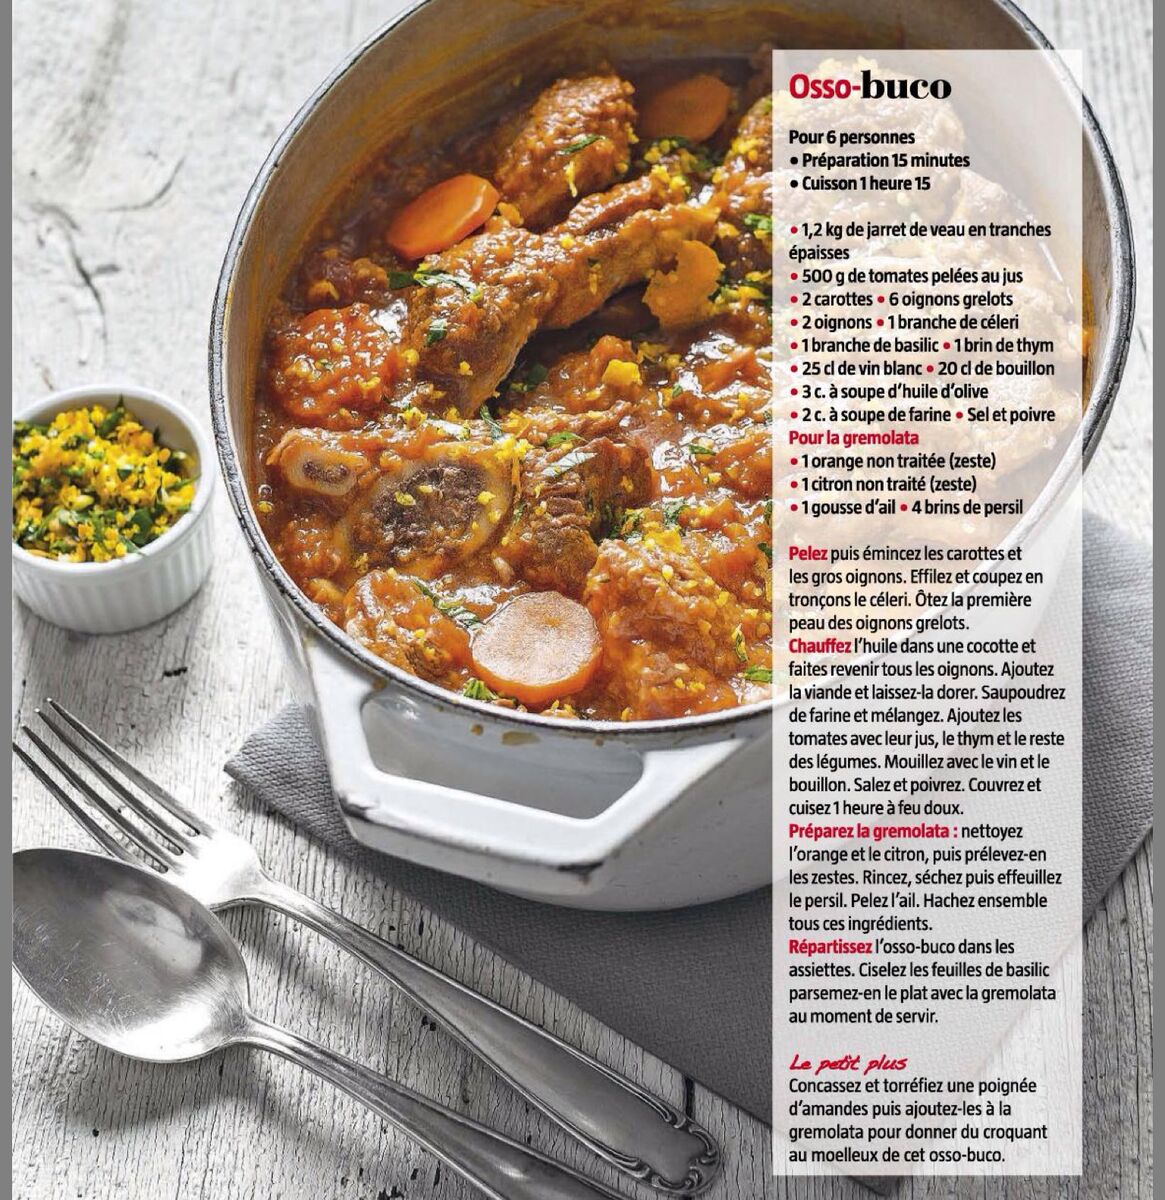 Osso-buco
Pour 6 personnes
• Préparation 15 minutes
• Cuisson 1 heure 15
• 1,2 kg de jarret de veau en tranches
épaisses
• 500 g de tomates pelées au jus
• 2 carottes • 6 oignons grelots
• 2 oignons • 1 branche de céleri
• 1 branche de basilic • 1 brin de thym
• 25 cl de vin blanc • 20 cl de bouillon
• 3 c. à soupe d'huile d'olive
• 2 c. à soupe de farine • Sel et poivre
Pour la gremolata
• 1 orange non traitée (zeste)
• 1 citron non traité (zeste)
• 1 gousse d'ail • 4 brins de persil
Pelez puis émincez les carottes et
les gros oignons. Effilez et coupez en
tronçons le céleri. Ôtez la première
peau des oignons grelots.
Chauffez l'huile dans une cocotte et
faites revenir tous les oignons. Ajoutez
la viande et laissez-la dorer. Saupoudrez
de farine et mélangez. Ajoutez les
tomates avec leur jus, le thym et le reste
des légumes. Mouillez avec le vin et le
bouillon. Salez et poivrez. Couvrez et
cuisez 1 heure à feu doux.
Préparez la gremolata : nettoyez
l'orange et le citron, puis prélevez-en
les zestes. Rincez, séchez puis effeuillez
le persil. Pelez l'ail. Hachez ensemble
tous ces ingrédients.
Répartissez l'osso-buco dans les
assiettes. Ciselez les feuilles de basilic
parsemez-en le plat avec la gremolata
au moment de servir.
Le petit plus
Concassez et torréfiez une poignée
d'amandes puis ajoutez-les à la
gremolata pour donner du croquant
au moelleux de cet osso-buco.